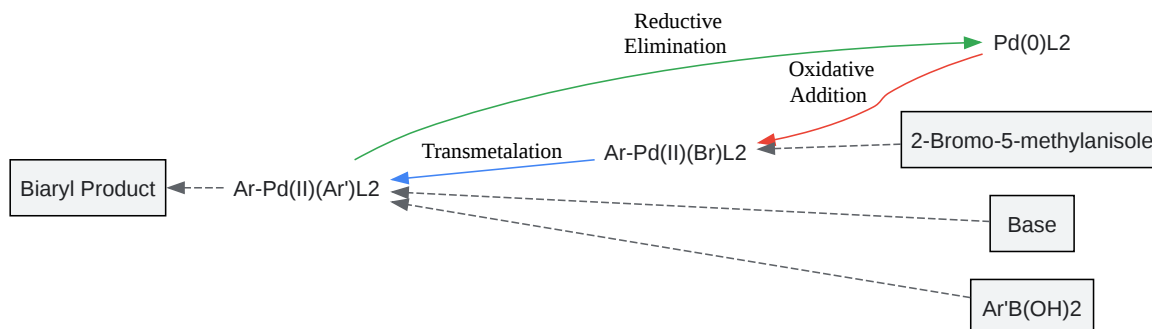 Reductive
Elimination
Pd(0)L2
Oxidative
Addition
2-Bromo-5-methylanisole
Transmetalation
Ar-Pd(II)(Br)L2
Biaryl Product
Ar-Pd(II)(Ar')L2
Base
Ar'B(OH)2